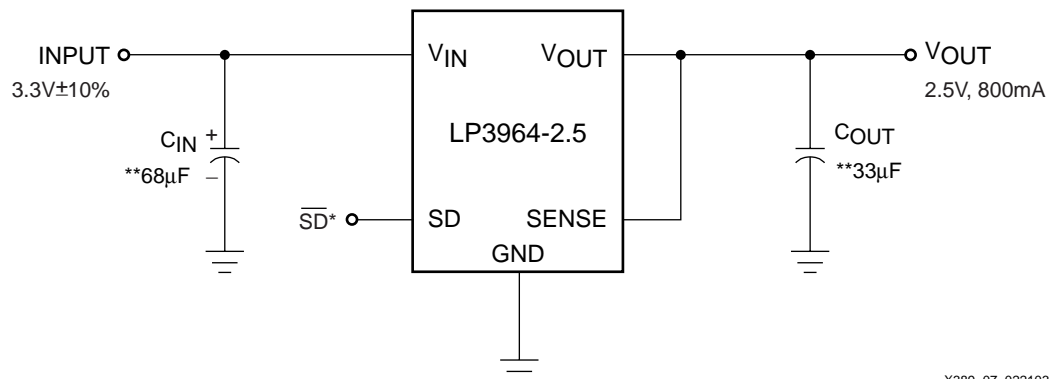 INPUT
3.3V±10%
CIN
+
**68μF
–
VIN
VOUT
LP3964-2.5
SD*
SD
SENSE
GND
VOUT
2.5V, 800mA
COUT
**33μF